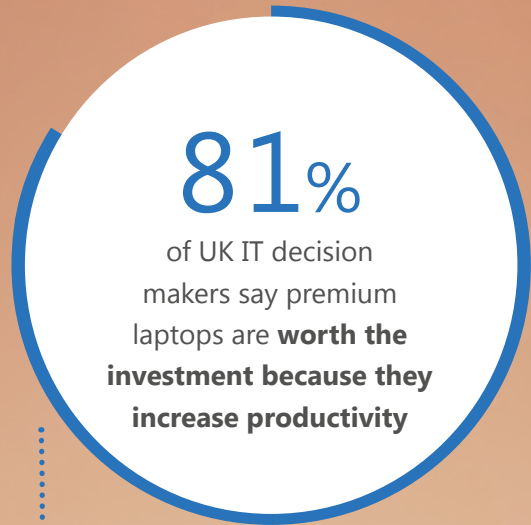 81%
of UK IT decision
makers say premium
laptops are worth the
investment because they
increase productivity